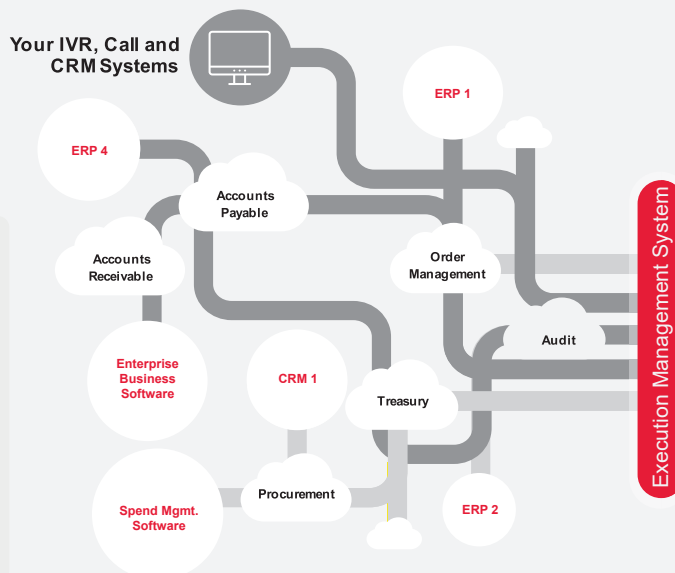 Your IVR, Call and
CRM Systems
ERP 1
ERP 4
Accounts
Payable
Accounts
Receivable
Order
Management
Execution Management System
Audit
Enterprise
Business
Software
CRM 1
Treasury
Procurement
Spend Mgmt.
Software
ERP 2